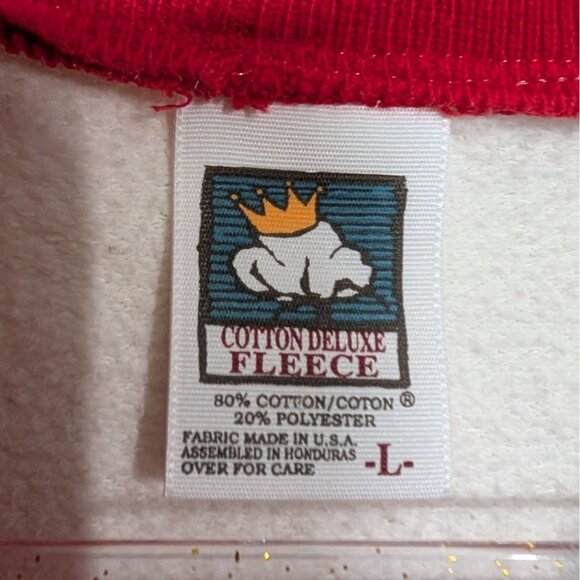 COTTON DELUXE
FLEECE
80% COTTON/COTON ®
20% POLYESTER
FABRIC MADE IN U.S.A.
ASSEMBLED IN HONDURAS
OVER FOR CARE
-L-